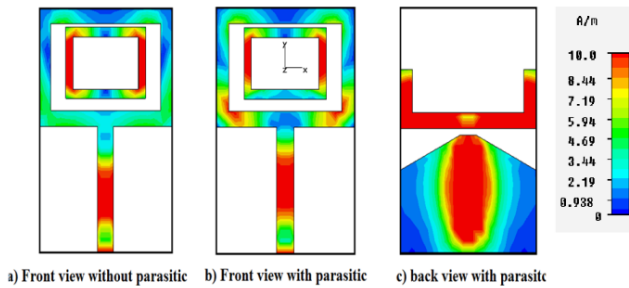 A/m
10.0
8.44
7.19
5.94
4.69
3.44
2.19
0.938
0
y
z x
a) Front view without parasitic b) Front view with parasitic c) back view with parasitc